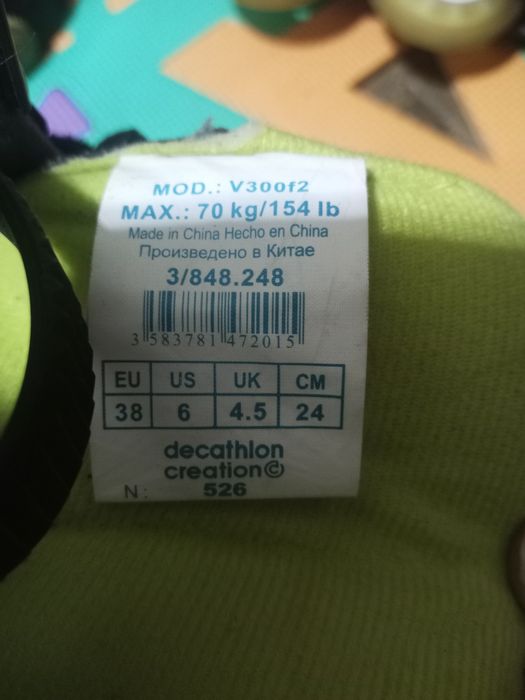 MOD.: V300f2
MAX.: 70 kg/154 lb
Made in China Hecho en China
Произведено в Китае
3/848.248
3 583781 472015
EU US UK CM
38 6 4.5 24
decathlon
creation©
N: 526